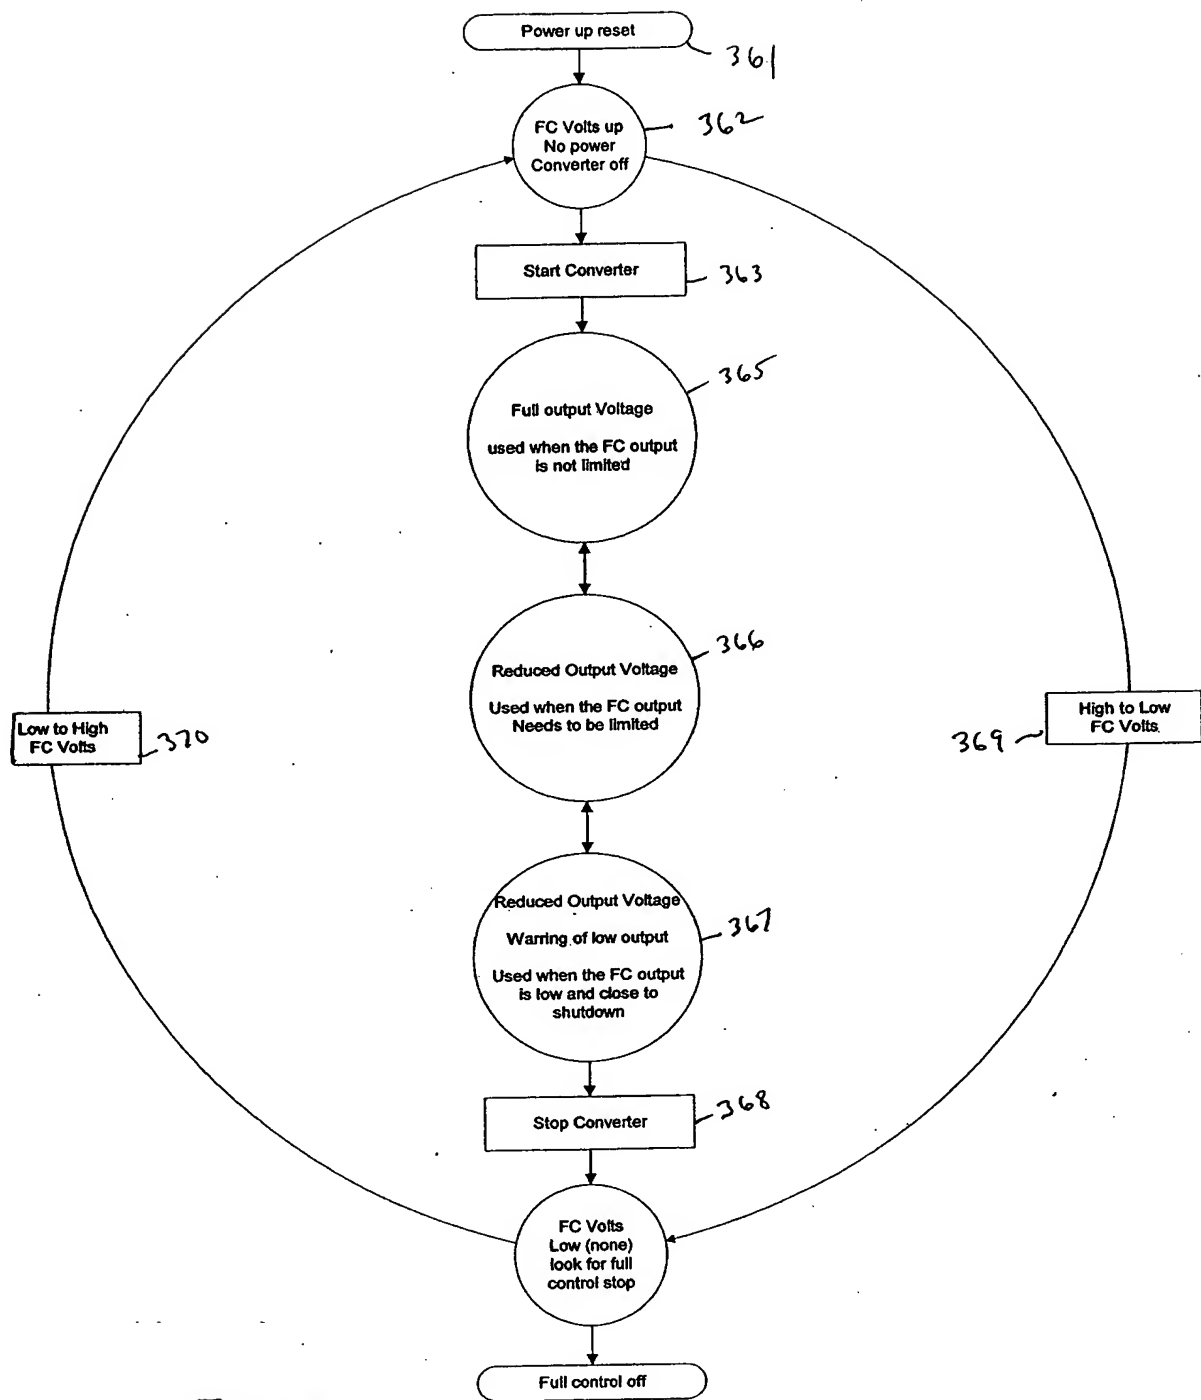 Power up reset
361
FC Volts up
No power
Converter off
362
Start Converter
363
Full output Voltage
used when the FC output
is not limited
365
Reduced Output Voltage
Used when the FC output
Needs to be limited
366
Low to High
FC Volts
370
High to Low
FC Volts
369
Reduced Output Voltage
Warring of low output
Used when the FC output
is low and close to
shutdown
367
Stop Converter
368
FC Volts
Low (none)
look for full
control stop
Full control off